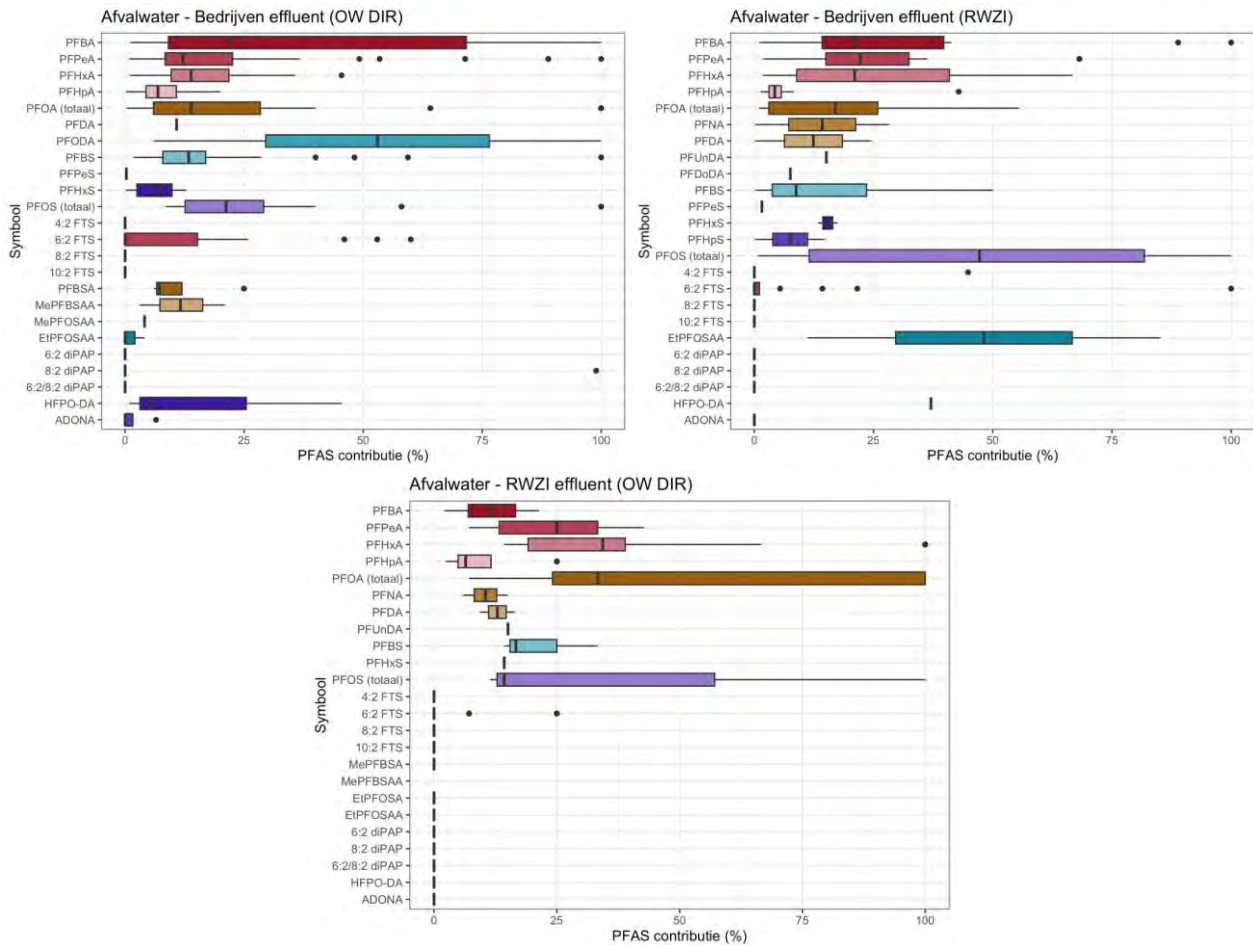 Afvalwater - Bedrijven effluent (OW DIR)
Symbool
PFBA
PFPeA
PFHxA
PFHpA
PFOA (totaal)
PFDA
PFODA
PFBS
PFPeS
PFHxS
PFOS (totaal)
4:2 FTS
6:2 FTS
8:2 FTS
10:2 FTS
PFBSA
MePFBSAA
MePFOSAA
EtPFOSAA
6:2 diPAP
8:2 diPAP
6:2/8:2 diPAP
HFPO-DA
ADONA
0 25 50 75 100
PFAS contributie (%)
Afvalwater - Bedrijven effluent (RWZI)
Symbool
PFBA
PFPeA
PFHxA
PFHpA
PFOA (totaal)
PFNA
PFDA
PFUnDA
PFDoDA
PFBS
PFPeS
PFHxS
PFHpS
PFOS (totaal)
4:2 FTS
6:2 FTS
8:2 FTS
10:2 FTS
EtPFOSAA
6:2 diPAP
8:2 diPAP
6:2/8:2 diPAP
HFPO-DA
ADONA
0 25 50 75 100
PFAS contributie (%)
Afvalwater - RWZI effluent (OW DIR)
Symbool
PFBA
PFPeA
PFHxA
PFHpA
PFOA (totaal)
PFNA
PFDA
PFUnDA
PFBS
PFHxS
PFOS (totaal)
4:2 FTS
6:2 FTS
8:2 FTS
10:2 FTS
MePFBSA
MePFBSAA
EtPFOSA
EtPFOSAA
6:2 diPAP
8:2 diPAP
6:2/8:2 diPAP
HFPO-DA
ADONA
0 25 50 75 100
PFAS contributie (%)